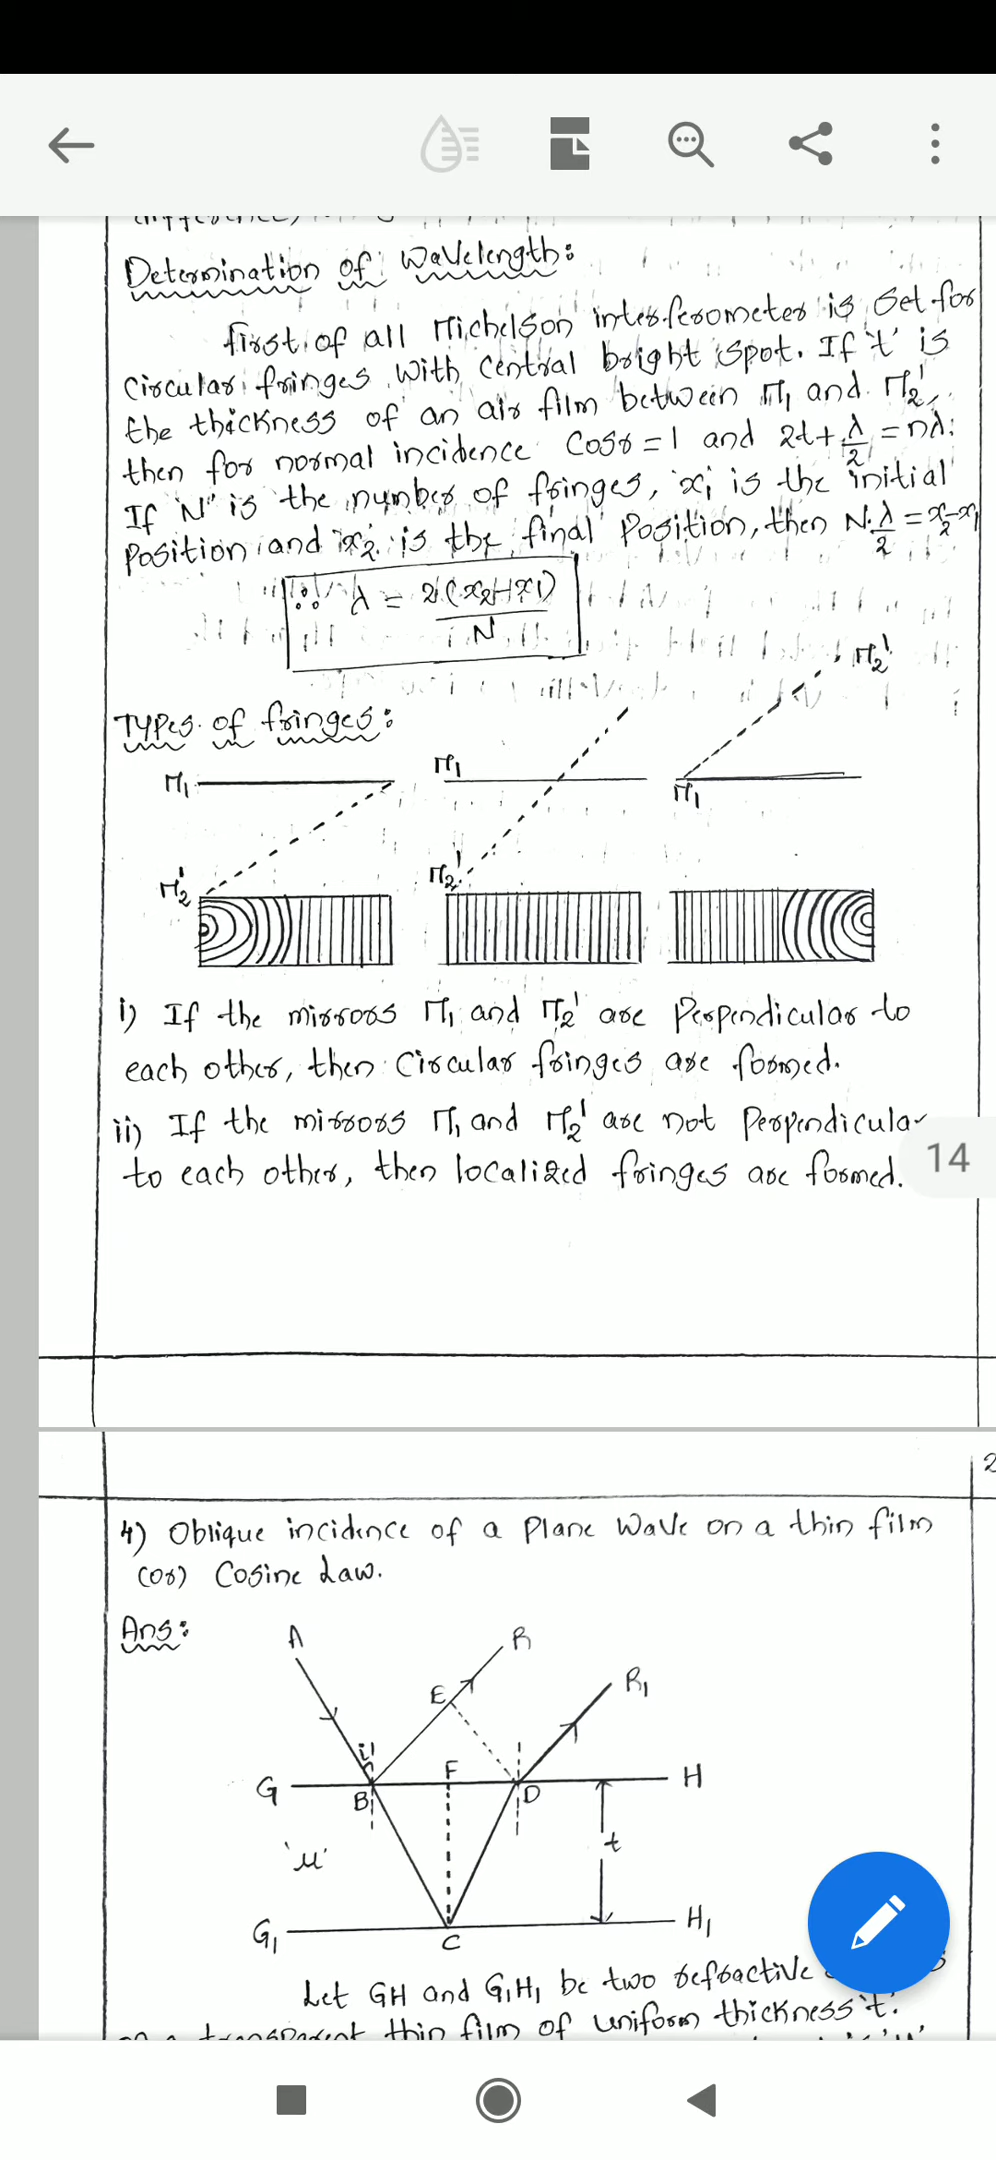 Determination of Wavelength:
First of all Michelson interferometer is set for
circular fringes with central bright spot. If 't' is
the thickness of an air film between M₁ and M₂',
then for normal incidence Cosr = 1 and 2t + λ/2 = nλ.
If 'N' is the number of fringes, x₁ is the initial
position and x₂ is the final position, then N.λ/2 = x₂-x₁
∴ λ = 2(x₂-x₁)/N
Types of fringes:
M₁ M₁ M₂'
M₁
M₂' M₂'
i) If the mirrors M₁ and M₂' are perpendicular to
each other, then circular fringes are formed.
ii) If the mirrors M₁ and M₂' are not perpendicular
to each other, then localized fringes are formed.
14
2
4) Oblique incidence of a plane wave on a thin film
(or) Cosine Law.
Ans:
A R
E R₁
i
G B F D H
'μ' t
G₁ C H₁
Let GH and G₁H₁ be two refractive
transparent thin film of uniform thickness 't'.